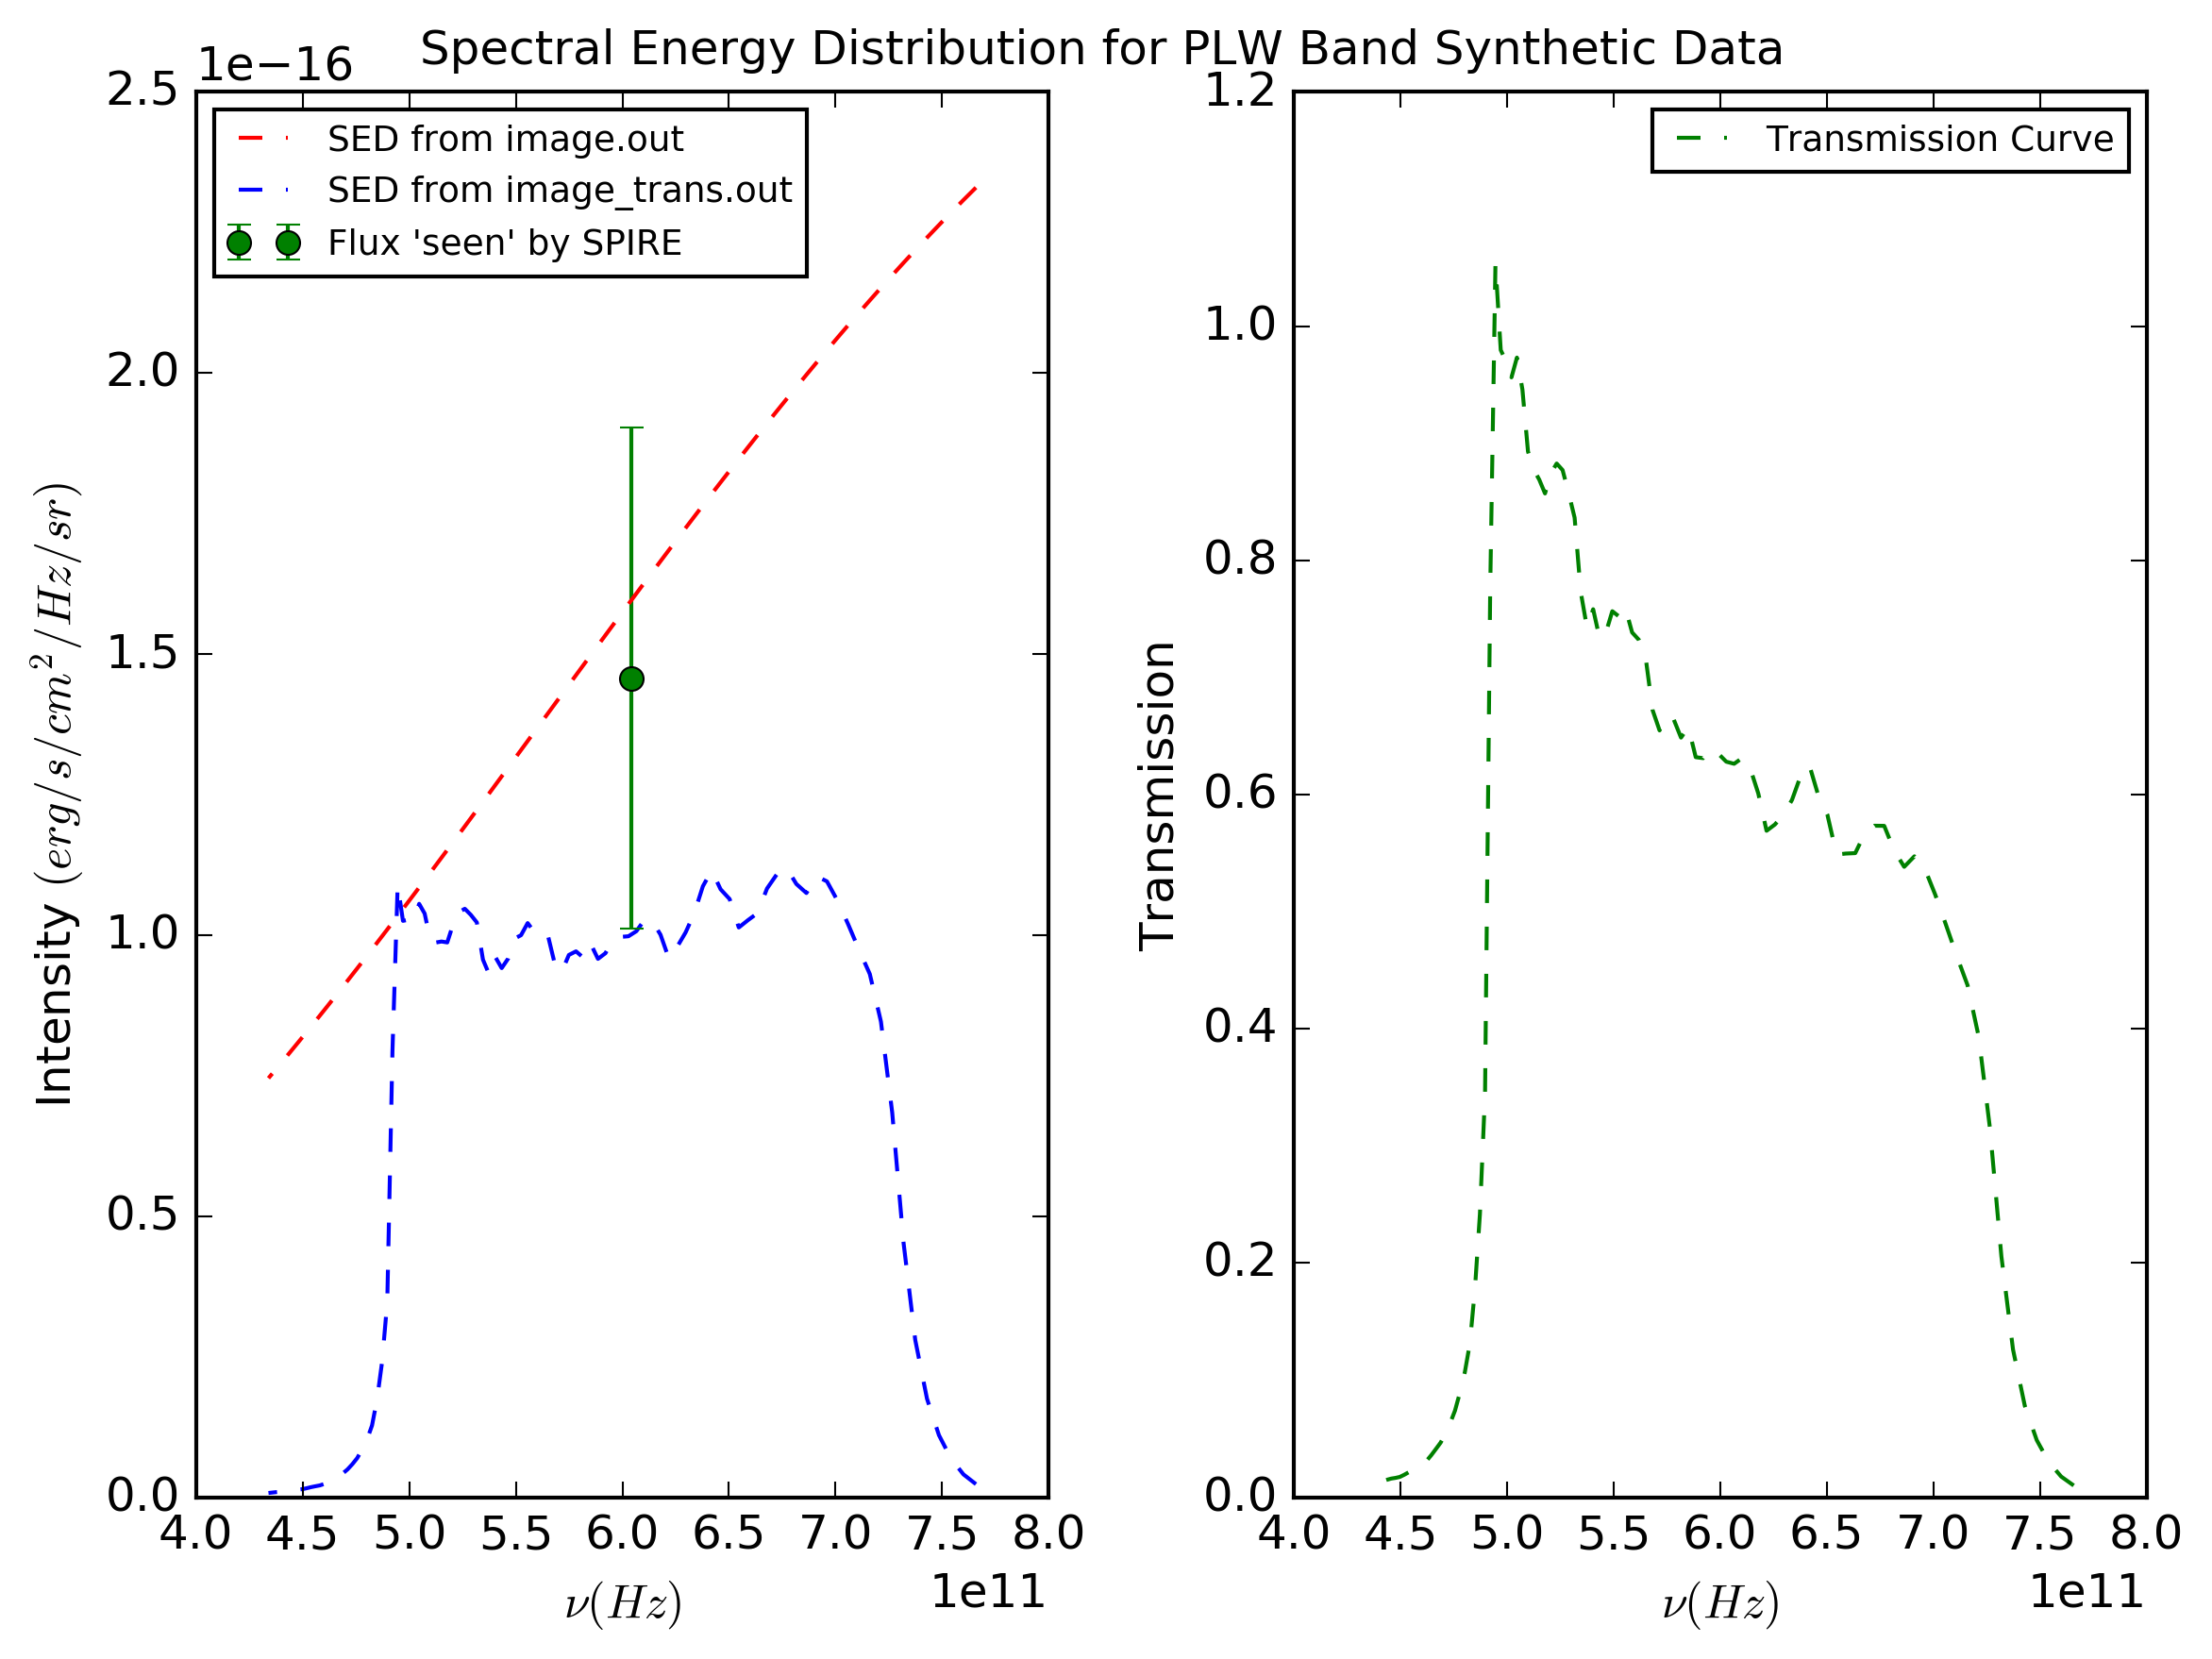 Spectral Energy Distribution for PLW Band Synthetic Data
1e−16
2.5
2.0
1.5
1.0
0.5
0.0
Intensity (erg/s/cm²/Hz/sr)
SED from image.out
SED from image_trans.out
Flux 'seen' by SPIRE
4.0 4.5 5.0 5.5 6.0 6.5 7.0 7.5 8.0
1e11
ν(Hz)
1.2
1.0
0.8
0.6
0.4
0.2
0.0
Transmission
Transmission Curve
4.0 4.5 5.0 5.5 6.0 6.5 7.0 7.5 8.0
1e11
ν(Hz)